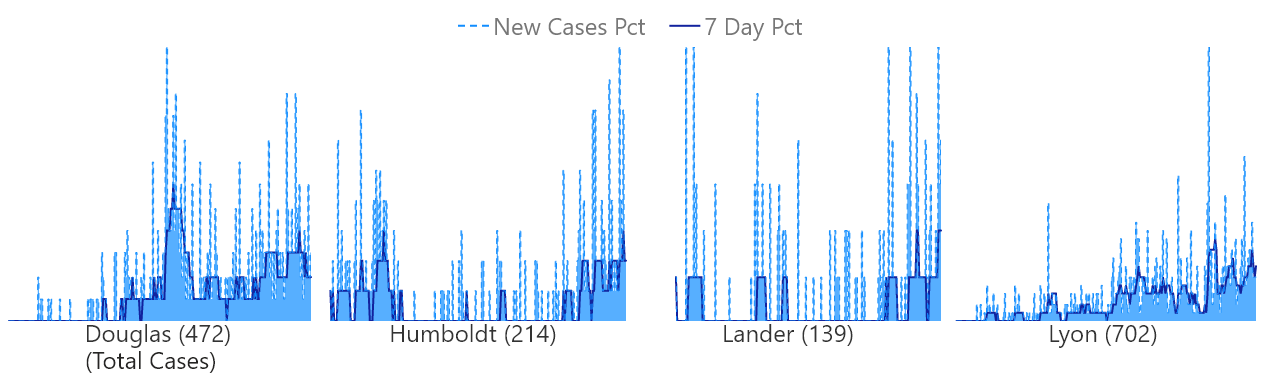 New Cases Pct 7 Day Pct
Douglas (472) Humboldt (214) Lander (139) Lyon (702)
(Total Cases)